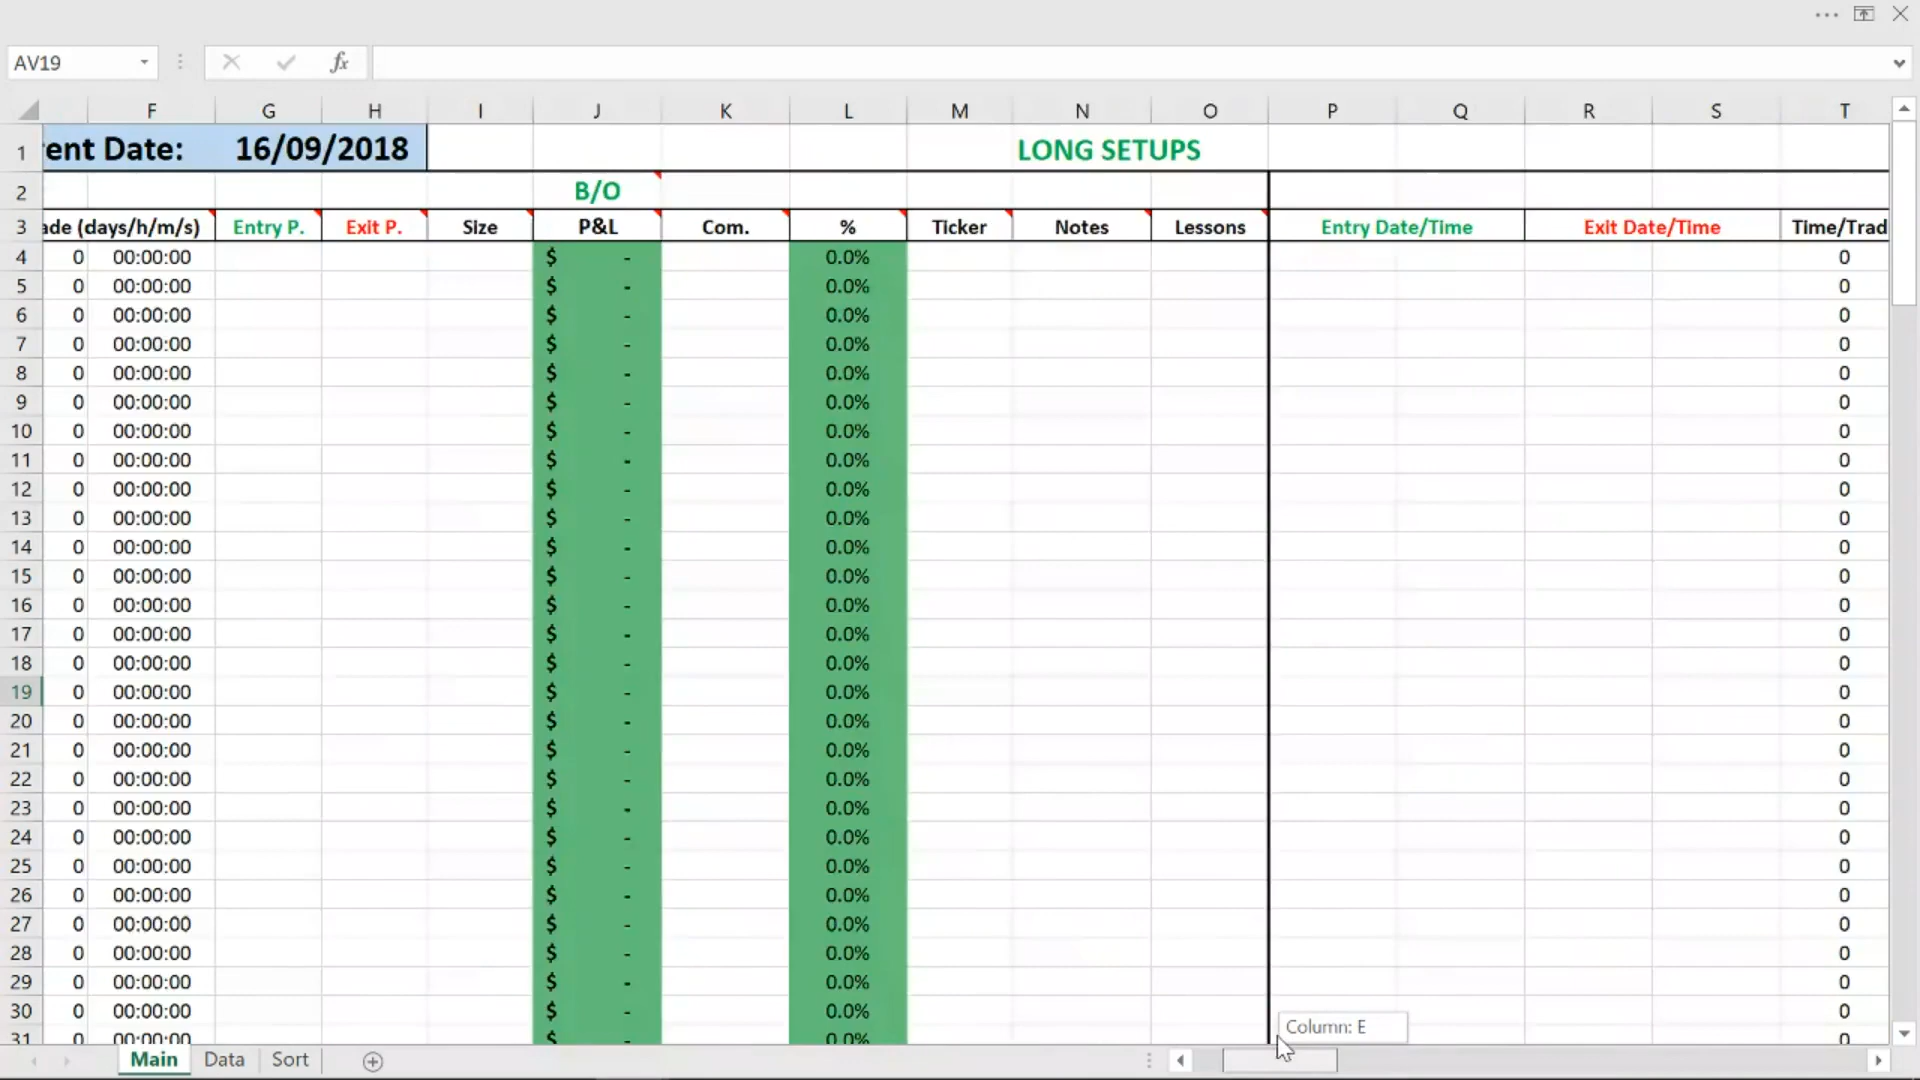 AV19
fx
F G H I J K L M N O P Q R S T
1 ent Date: 16/09/2018 LONG SETUPS
2 B/O
3 ade (days/h/m/s) Entry P. Exit P. Size P&L Com. % Ticker Notes Lessons Entry Date/Time Exit Date/Time Time/Trad
4 0 00:00:00 $ - 0.0% 0
5 0 00:00:00 $ - 0.0% 0
6 0 00:00:00 $ - 0.0% 0
7 0 00:00:00 $ - 0.0% 0
8 0 00:00:00 $ - 0.0% 0
9 0 00:00:00 $ - 0.0% 0
10 0 00:00:00 $ - 0.0% 0
11 0 00:00:00 $ - 0.0% 0
12 0 00:00:00 $ - 0.0% 0
13 0 00:00:00 $ - 0.0% 0
14 0 00:00:00 $ - 0.0% 0
15 0 00:00:00 $ - 0.0% 0
16 0 00:00:00 $ - 0.0% 0
17 0 00:00:00 $ - 0.0% 0
18 0 00:00:00 $ - 0.0% 0
19 0 00:00:00 $ - 0.0% 0
20 0 00:00:00 $ - 0.0% 0
21 0 00:00:00 $ - 0.0% 0
22 0 00:00:00 $ - 0.0% 0
23 0 00:00:00 $ - 0.0% 0
24 0 00:00:00 $ - 0.0% 0
25 0 00:00:00 $ - 0.0% 0
26 0 00:00:00 $ - 0.0% 0
27 0 00:00:00 $ - 0.0% 0
28 0 00:00:00 $ - 0.0% 0
29 0 00:00:00 $ - 0.0% 0
30 0 00:00:00 $ - 0.0% 0
31 0 00:00:00 $ - 0.0% 0
Column: E
Main Data Sort